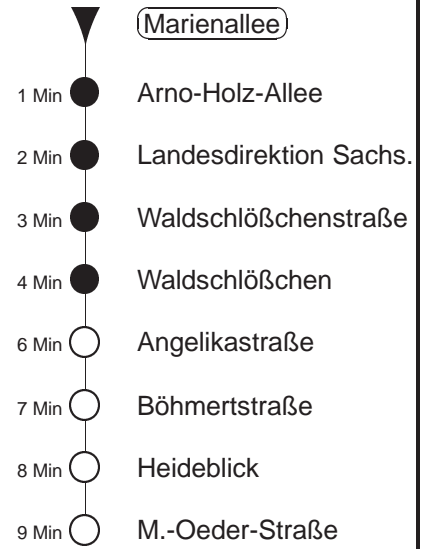 Marienallee
1 Min Arno-Holz-Allee
2 Min Landesdirektion Sachs.
3 Min Waldschlößchenstraße
4 Min Waldschlößchen
6 Min Angelikastraße
7 Min Böhmertstraße
8 Min Heideblick
9 Min M.-Oeder-Straße